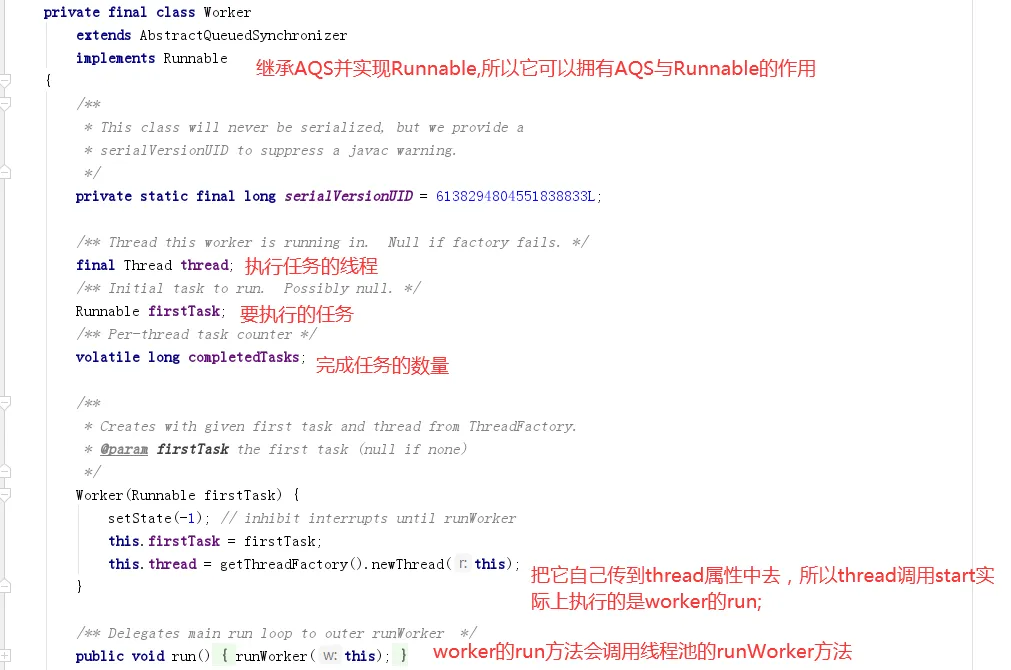 private final class Worker
extends AbstractQueuedSynchronizer
implements Runnable
继承AQS并实现Runnable,所以它可以拥有AQS与Runnable的作用
{
/**
* This class will never be serialized, but we provide a
* serialVersionUID to suppress a javac warning.
*/
private static final long serialVersionUID = 6138294804551838833L;
/** Thread this worker is running in.  Null if factory fails. */
final Thread thread; 执行任务的线程
/** Initial task to run.  Possibly null. */
Runnable firstTask; 要执行的任务
/** Per-thread task counter */
volatile long completedTasks; 完成任务的数量
/**
* Creates with given first task and thread from ThreadFactory.
* @param firstTask the first task (null if none)
*/
Worker(Runnable firstTask) {
setState(-1); // inhibit interrupts until runWorker
this.firstTask = firstTask;
this.thread = getThreadFactory().newThread( r: this);
把它自己传到thread属性中去，所以thread调用start实
际上执行的是worker的run;
}
/** Delegates main run loop to outer runWorker  */
public void run() { runWorker( w: this); } worker的run方法会调用线程池的runWorker方法